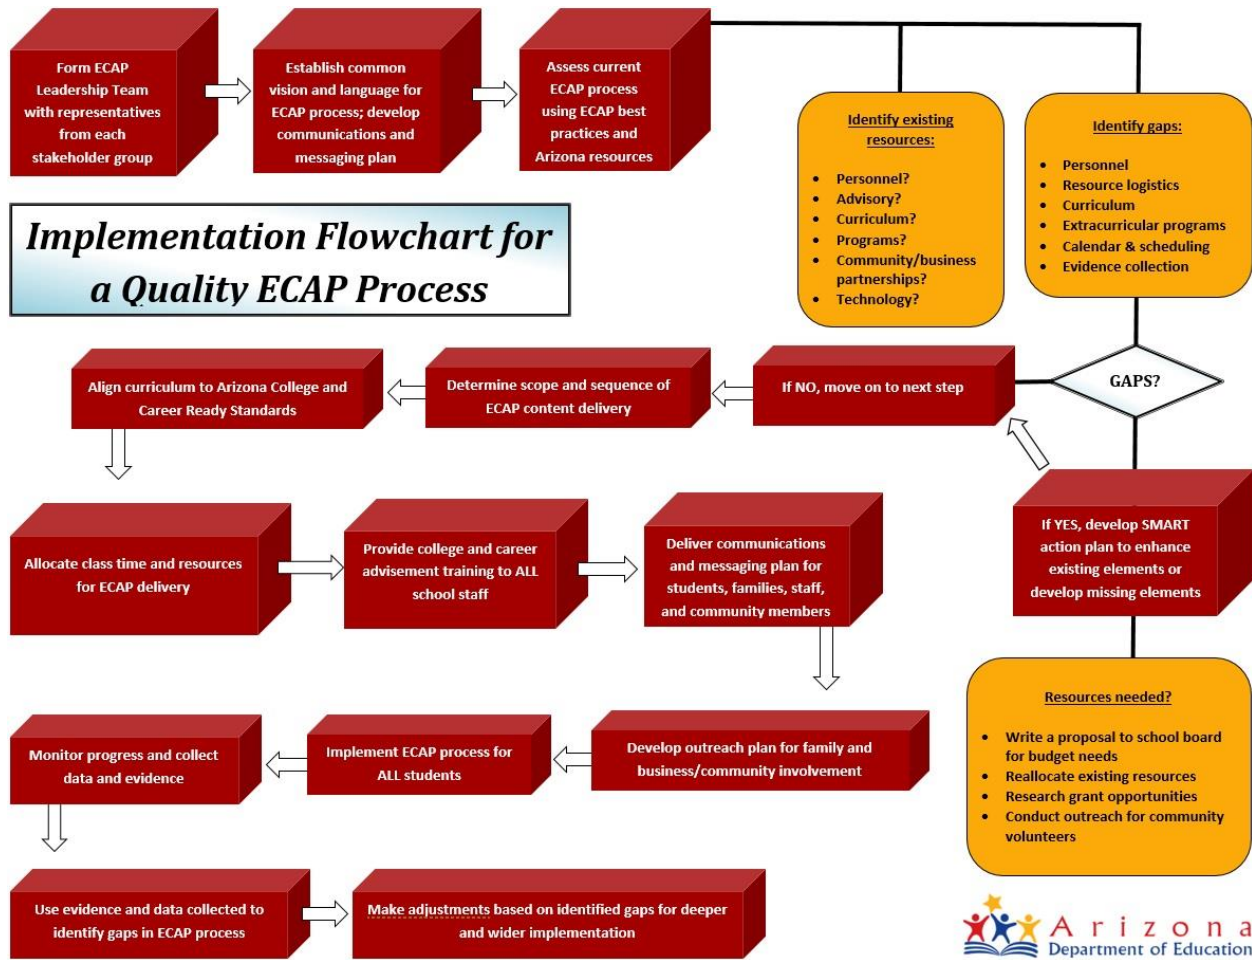 Form ECAP
Leadership Team
with representatives
from each
stakeholder group
Establish common
vision and language for
ECAP process; develop
communications and
messaging plan
Assess current
ECAP process
using ECAP best
practices and
Arizona resources
Identify existing
resources:
• Personnel?
• Advisory?
• Curriculum?
• Programs?
• Community/business
partnerships?
• Technology?
Identify gaps:
• Personnel
• Resource logistics
• Curriculum
• Extracurricular programs
• Calendar & scheduling
• Evidence collection
Implementation Flowchart for
a Quality ECAP Process
GAPS?
If NO, move on to next step
Determine scope and sequence of
ECAP content delivery
Align curriculum to Arizona College and
Career Ready Standards
If YES, develop SMART
action plan to enhance
existing elements or
develop missing elements
Allocate class time and resources
for ECAP delivery
Provide college and career
advisement training to ALL
school staff
Deliver communications
and messaging plan for
students, families, staff,
and community members
Resources needed?
• Write a proposal to school board
for budget needs
• Reallocate existing resources
• Research grant opportunities
• Conduct outreach for community
volunteers
Develop outreach plan for family and
business/community involvement
Implement ECAP process for
ALL students
Monitor progress and collect
data and evidence
Use evidence and data collected to
identify gaps in ECAP process
Make adjustments based on identified gaps for deeper
and wider implementation
Arizona
Department of Education